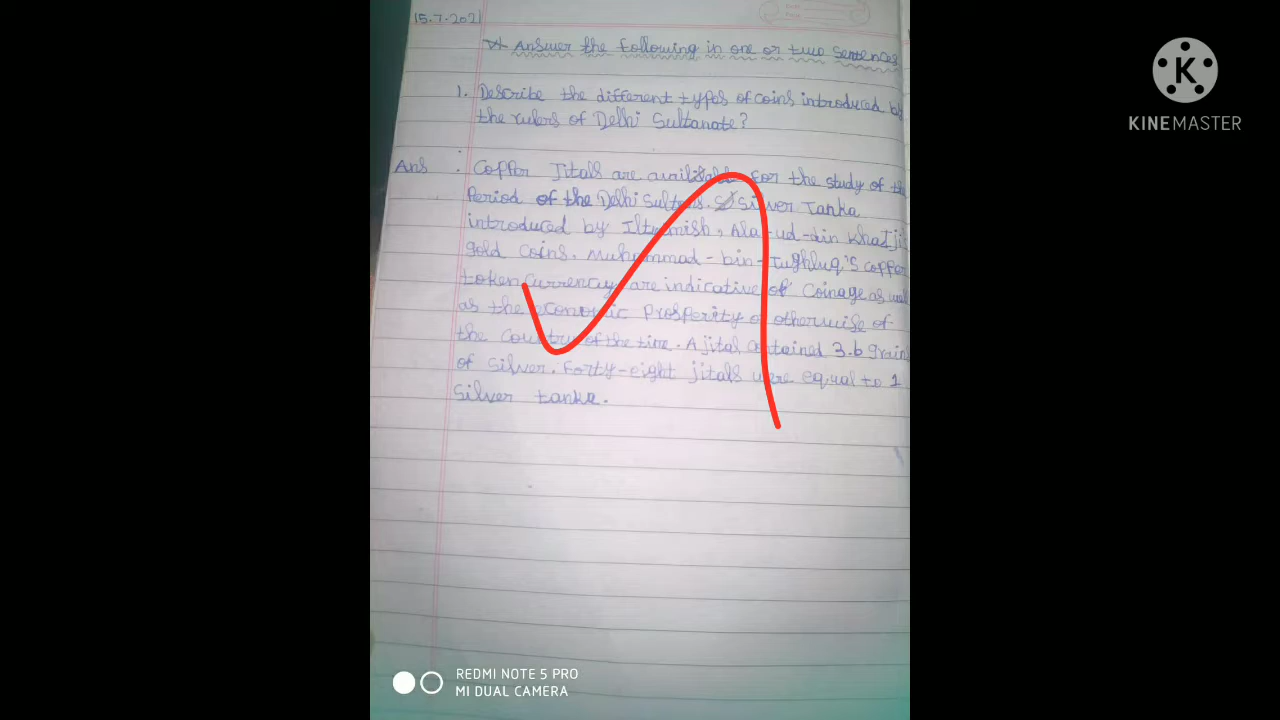 15.7.2021
Answer the following in one or two sentences
1. Describe the different types of coins introduced by
the rulers of Delhi Sultanate?
Ans : Copper Jitals are available for the study of the
Period of the Delhi Sultans. Silver Tanka
introduced by Iltutmish, Ala-ud-din Khalji's
gold coins. Muhammad-bin-Tughluq's copper
token currency are indicative of coinage as well
as the economic prosperity or otherwise of
the country of the time. A jital contained 3.6 grains
of silver. Forty-eight jitals were equal to 1
silver tanka.
K
KINEMASTER
REDMI NOTE 5 PRO
MI DUAL CAMERA